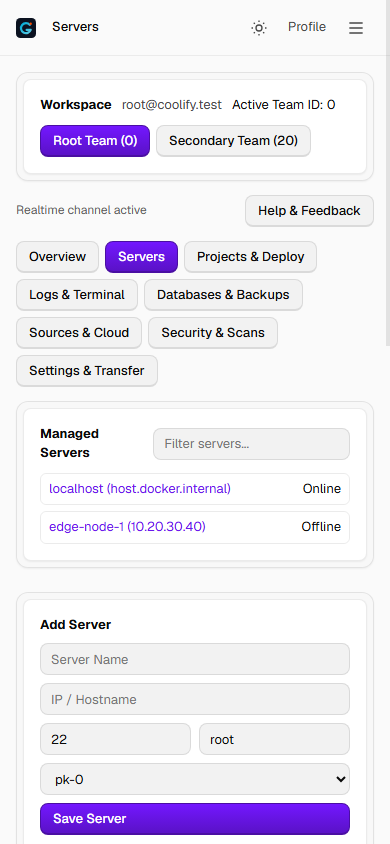 Servers
Profile
Workspace root@coolify.test Active Team ID: 0
Root Team (0) Secondary Team (20)
Realtime channel active
Help & Feedback
Overview Servers Projects & Deploy
Logs & Terminal Databases & Backups
Sources & Cloud Security & Scans
Settings & Transfer
Managed
Servers
Filter servers...
localhost (host.docker.internal) Online
edge-node-1 (10.20.30.40) Offline
Add Server
Server Name
IP / Hostname
22 root
pk-0
Save Server